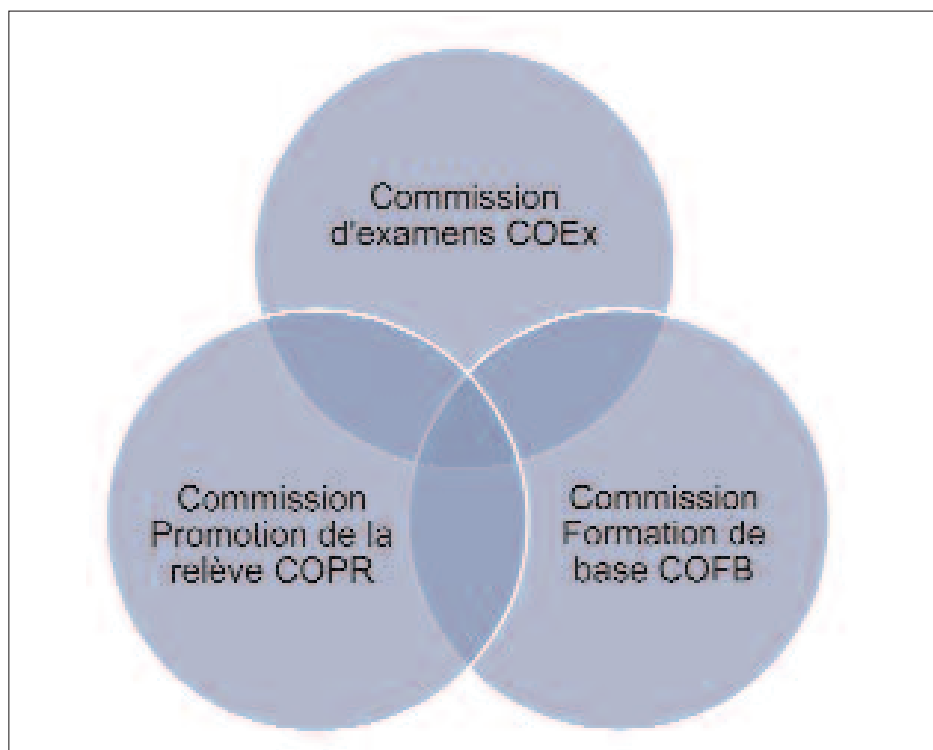 Commission
d'examens COEx
Commission
Promotion de la
relève COPR
Commission
Formation de
base COFB